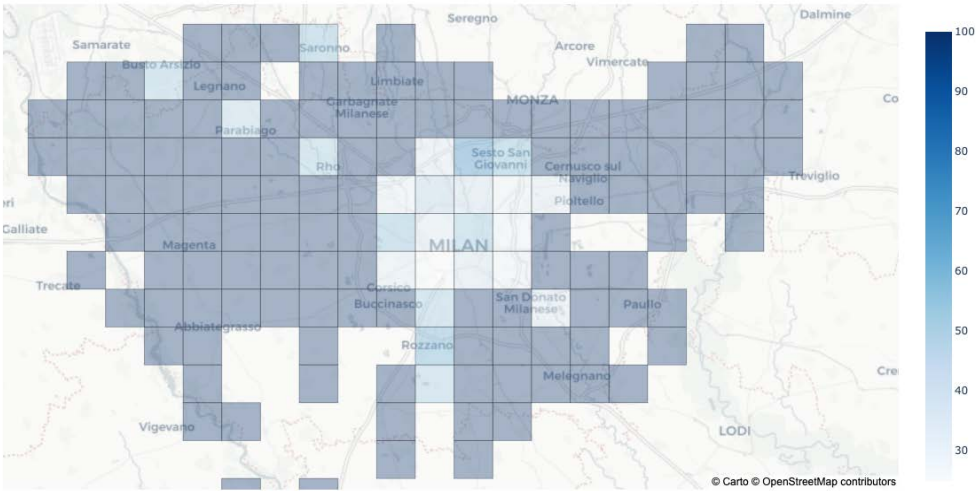 Seregno
Dalmine
Samarate
Saronno
Arcore
Busto Arsizio
Vimercate
Legnano
Limbiate
Garbagnate
Milanese
MONZA
Co
Parabiago
Rho
Sesto San
Giovanni
Cernusco sul
Naviglio
Treviglio
Pioltello
eri
Galliate
Magenta
MILAN
Trecate
Corsico
Buccinasco
San Donato
Milanese
Paullo
Abbiategrasso
Rozzano
Melegnano
Cre
Vigevano
LODI
© Carto © OpenStreetMap contributors
100
90
80
70
60
50
40
30